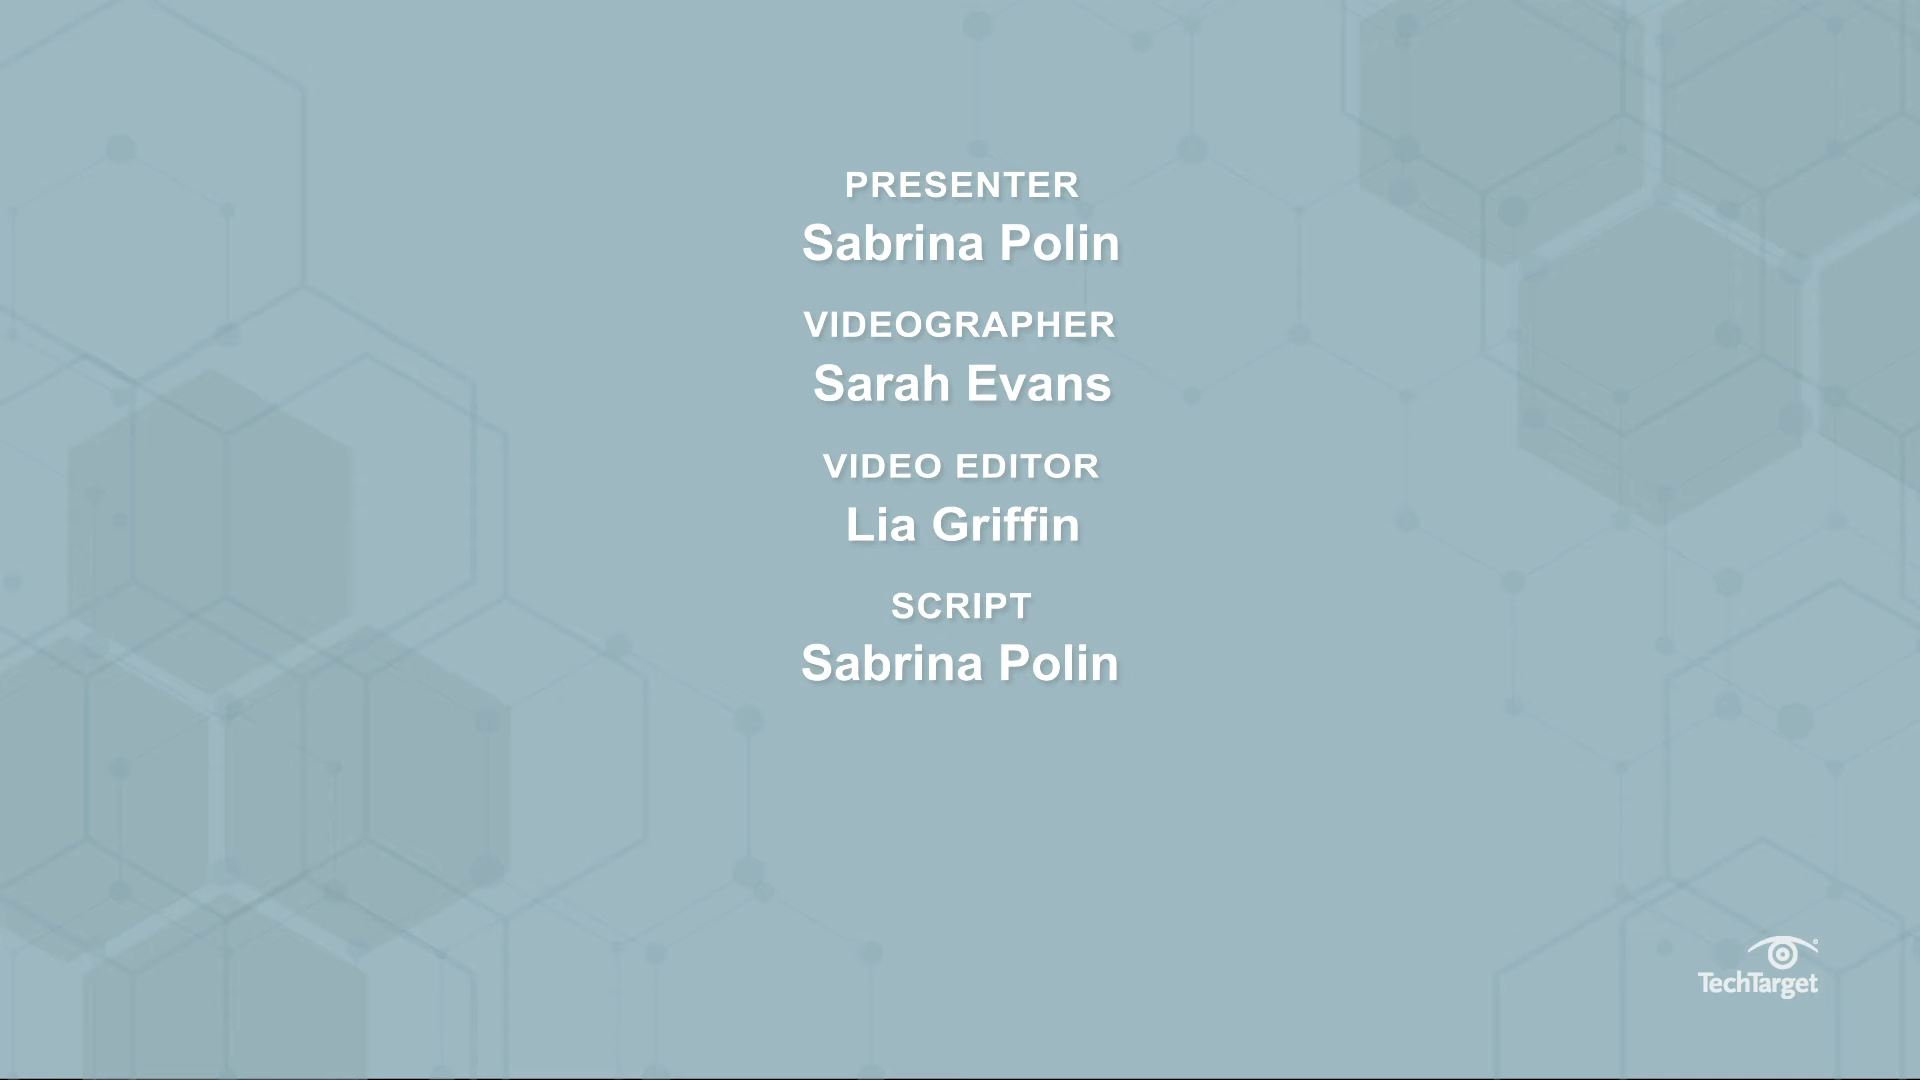 PRESENTER
Sabrina Polin
VIDEOGRAPHER
Sarah Evans
VIDEO EDITOR
Lia Griffin
SCRIPT
Sabrina Polin
TechTarget